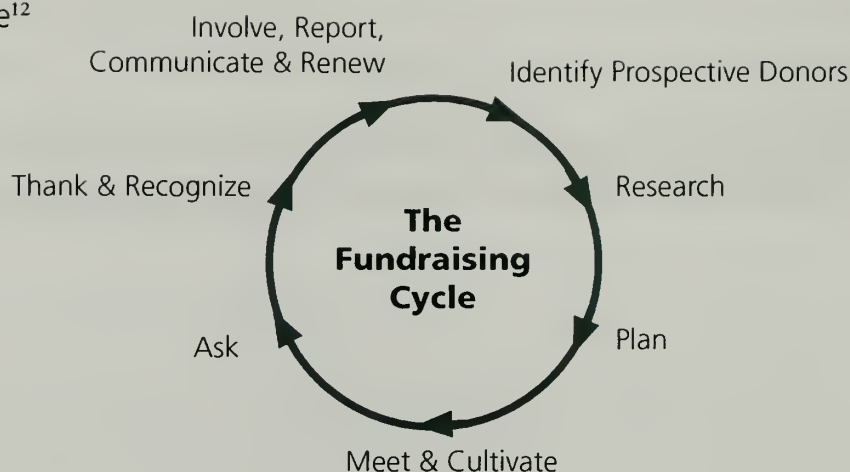 e¹²
Involve, Report,
Communicate & Renew
Identify Prospective Donors
Thank & Recognize
Research
The
Fundraising
Cycle
Ask
Plan
Meet & Cultivate